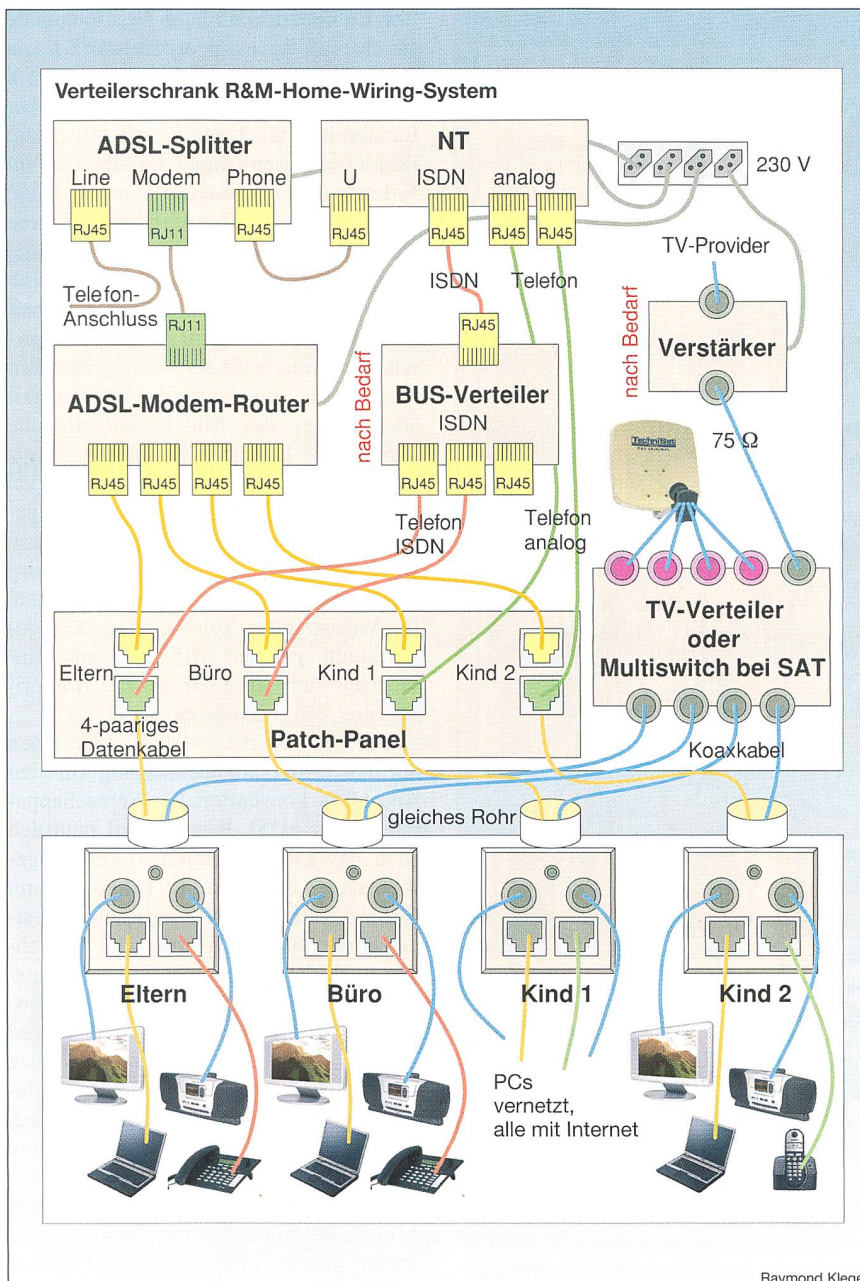 Verteilerschrank R&M-Home-Wiring-System
ADSL-Splitter
Line Modem Phone
RJ45
RJ11
RJ45
NT
U ISDN analog
RJ45
RJ45
RJ45
RJ45
230 V
Telefon-
Anschluss
ISDN
Telefon
TV-Provider
RJ11
ADSL-Modem-Router
RJ45
RJ45
RJ45
RJ45
nach Bedarf
RJ45
BUS-Verteiler
ISDN
RJ45
RJ45
RJ45
nach Bedarf
Verstärker
75 Ω
TechniSat
Telefon
ISDN
Telefon
analog
TV-Verteiler
oder
Multiswitch bei SAT
Eltern
Büro
Kind 1
Kind 2
4-paariges
Datenkabel
Patch-Panel
Koaxkabel
gleiches Rohr
Eltern
Büro
Kind 1
Kind 2
PCs
vernetzt,
alle mit Internet